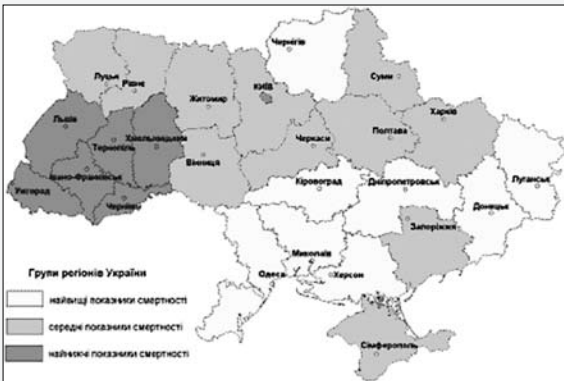 Чернігів
Луцьк
Рівне
Житомир
Київ
Суми
Львів
Тернопіль
Хмельницький
Вінниця
Черкаси
Полтава
Харків
Івано-Франківськ
Ужгород
Чернівці
Кіровоград
Дніпропетровськ
Луганськ
Донецьк
Запоріжжя
Миколаїв
Одеса
Херсон
Сімферополь
Групи регіонів України
найвищі показники смертності
середні показники смертності
найнижчі показники смертності